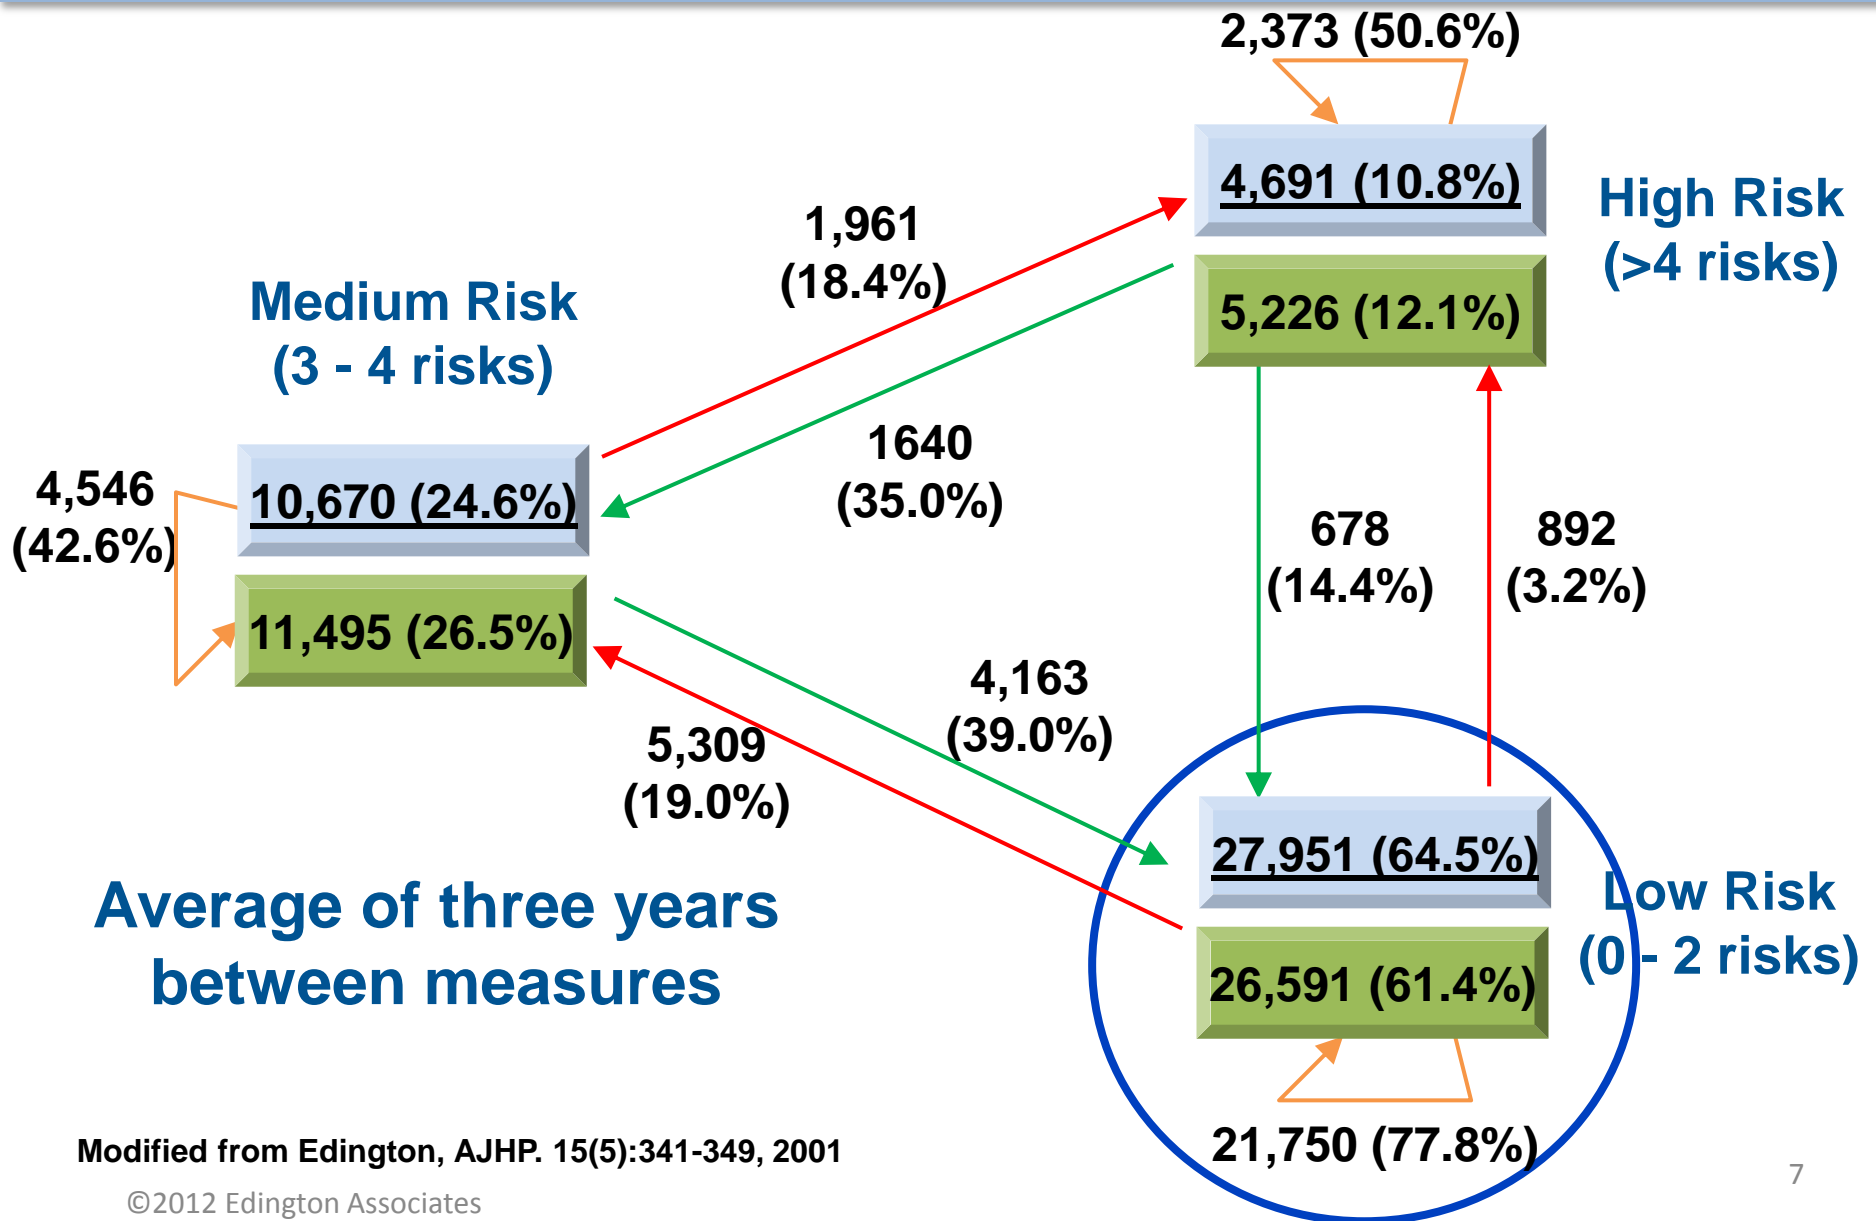 2,373 (50.6%)
4,691 (10.8%)
High Risk
(>4 risks)
5,226 (12.1%)
1,961
(18.4%)
Medium Risk
(3 - 4 risks)
1640
(35.0%)
4,546
(42.6%)
10,670 (24.6%)
11,495 (26.5%)
678
(14.4%)
892
(3.2%)
4,163
(39.0%)
5,309
(19.0%)
27,951 (64.5%)
Low Risk
(0 - 2 risks)
26,591 (61.4%)
Average of three years
between measures
21,750 (77.8%)
Modified from Edington, AJHP. 15(5):341-349, 2001
©2012 Edington Associates
7